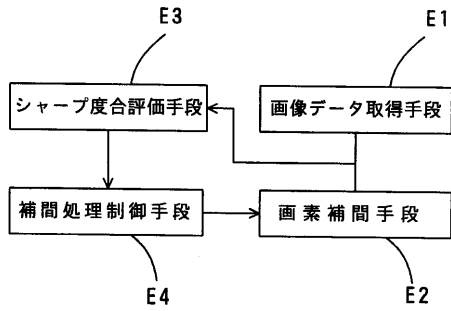 E3
E1
シャープ度合評価手段
画像データ取得手段
補間処理制御手段
画素補間手段
E4
E2